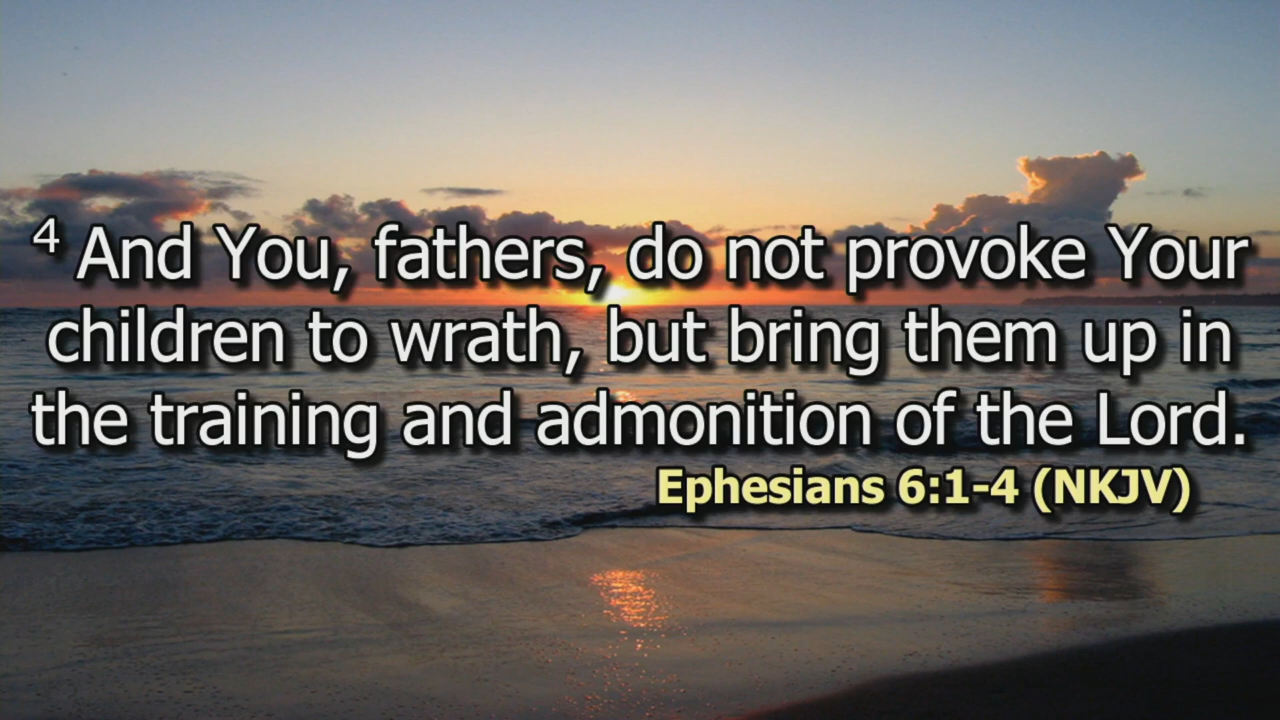 4 And You, fathers, do not provoke Your
children to wrath, but bring them up in
the training and admonition of the Lord.
Ephesians 6:1-4 (NKJV)